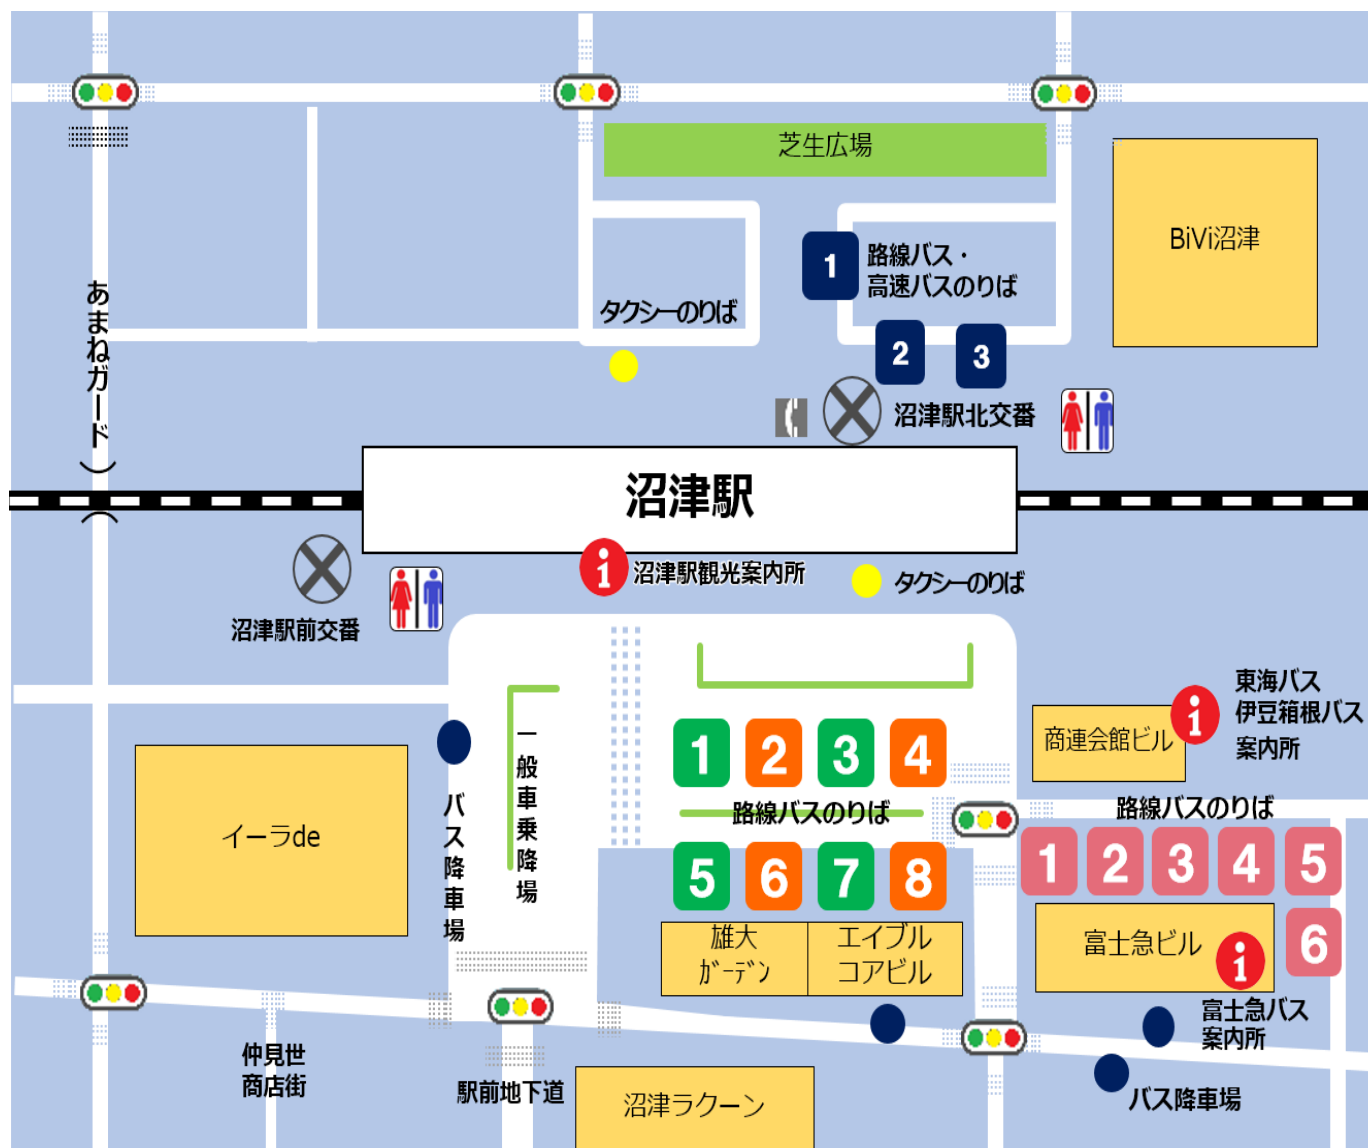 芝生広場
BiVi沼津
1
路線バス・
高速バスのりば
タクシーのりば
2
3
あまねガード
沼津駅北交番
沼津駅
i
沼津駅観光案内所
タクシーのりば
沼津駅前交番
東海バス
伊豆箱根バス
案内所
i
商連会館ビル
一般車乗降場
1
2
3
4
路線バスのりば
5
6
7
8
路線バスのりば
1
2
3
4
5
6
イーラde
バス降車場
雄大
ガーデン
エイブル
コアビル
富士急ビル
i
富士急バス
案内所
仲見世
商店街
駅前地下道
沼津ラクーン
バス降車場